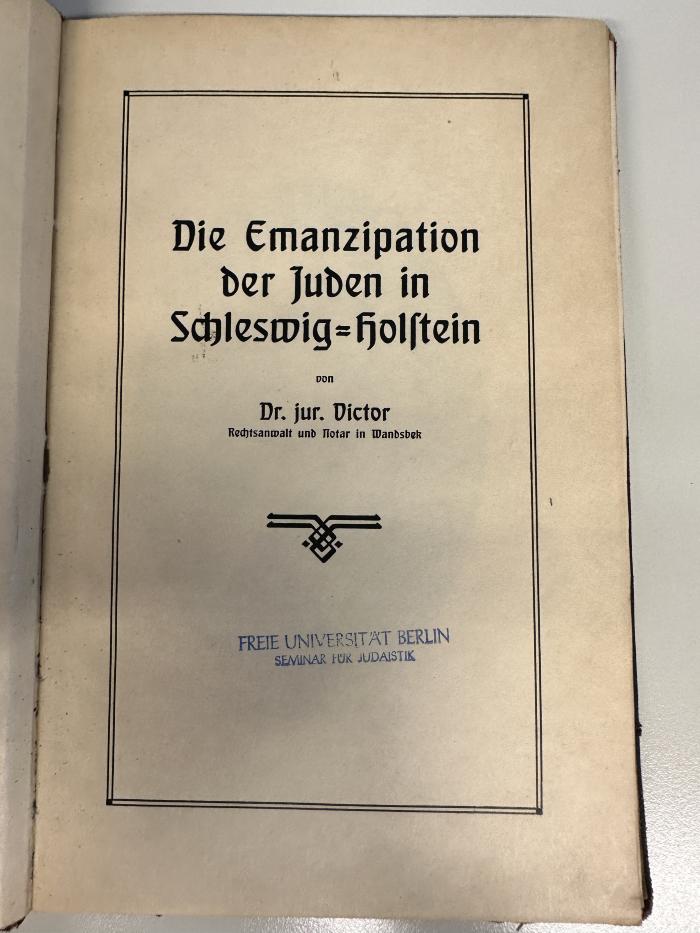 Die Emanzipation
der Juden in
Schleswig=Holſtein
von
Dr. jur. Victor
Rechtsanwalt und Notar in Wandsbek
FREIE UNIVERSITÄT BERLIN
SEMINAR FÜR JUDAISTIK